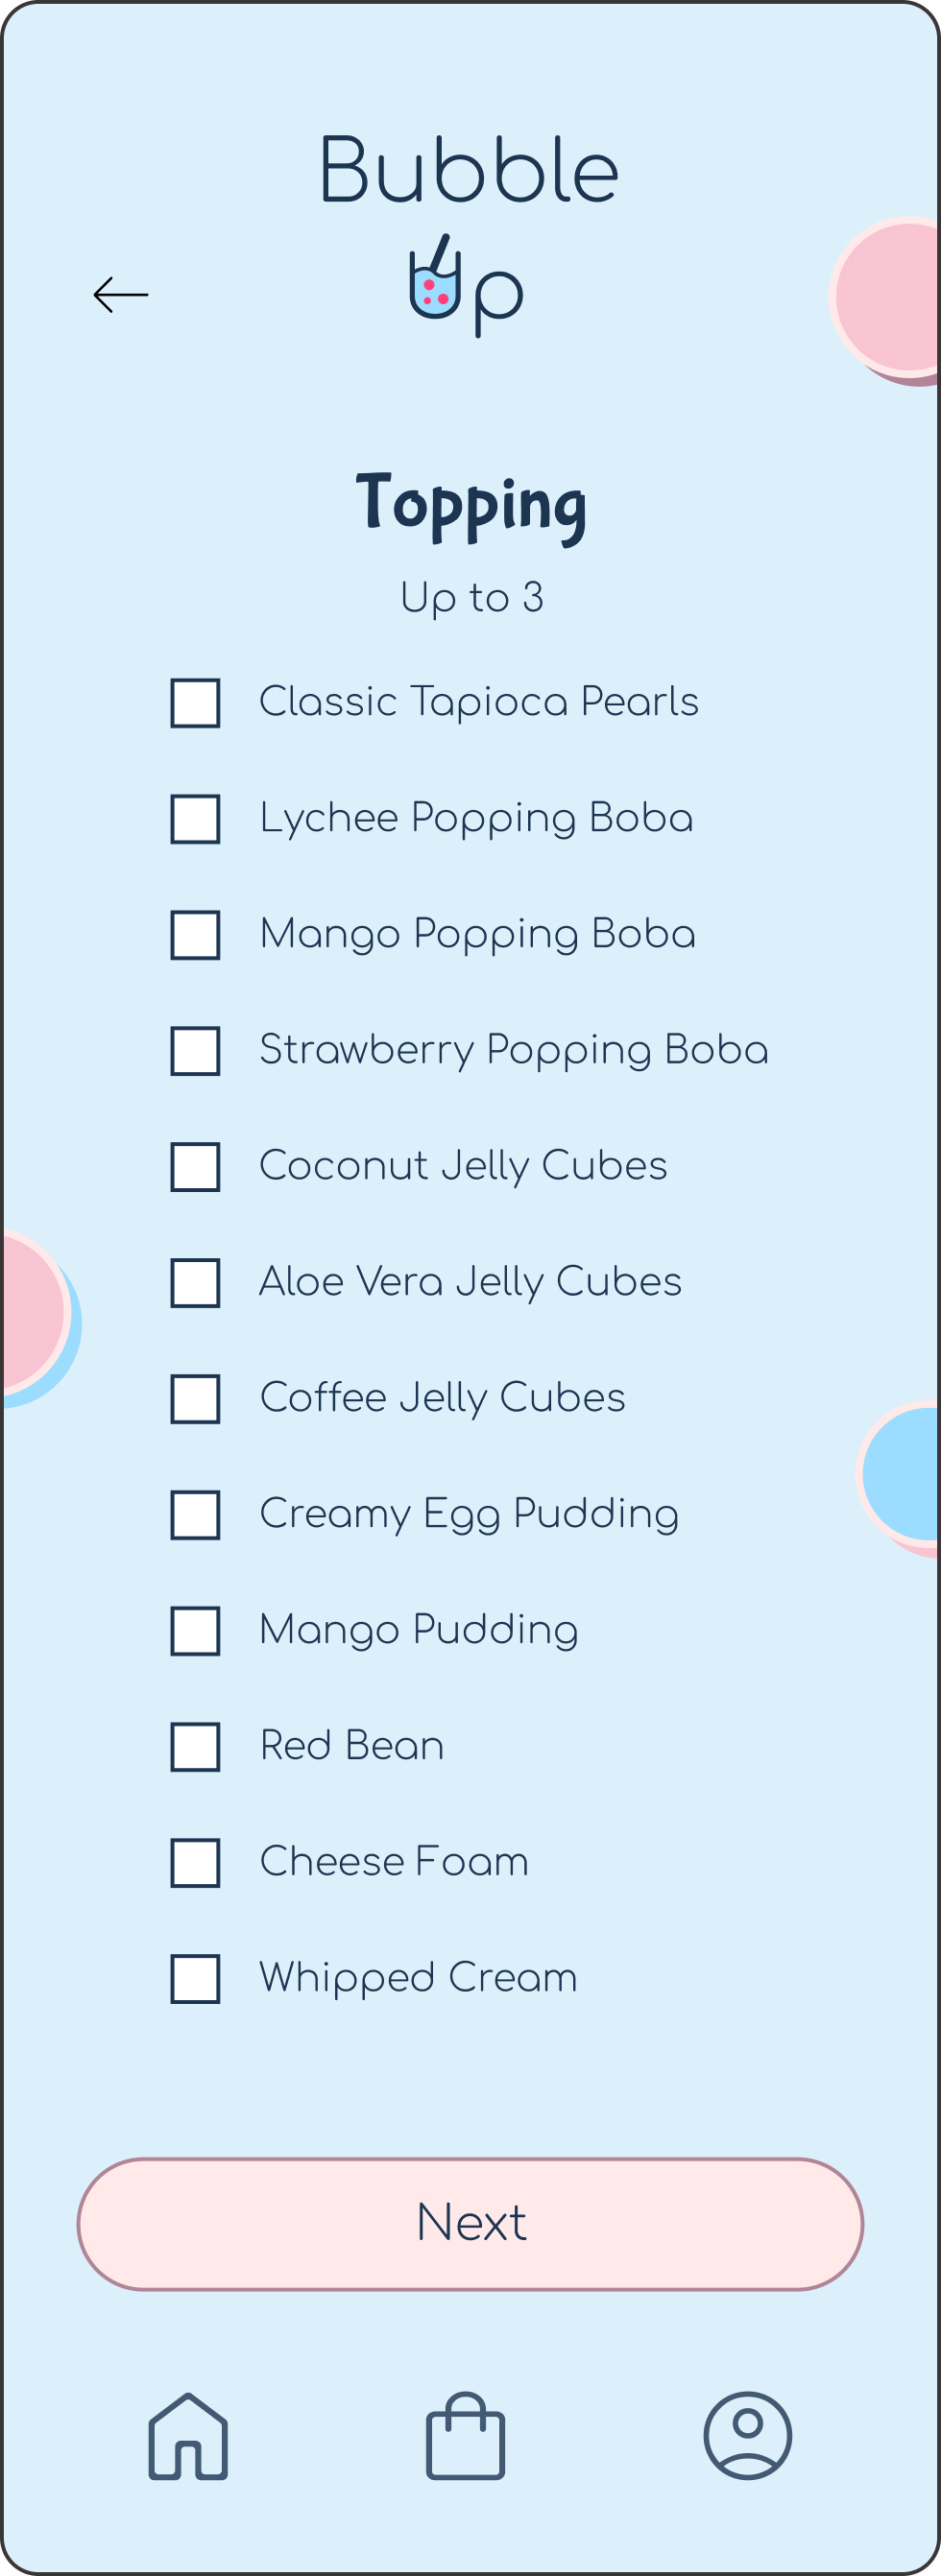 Bubble
Up
Topping
Up to 3
Classic Tapioca Pearls
Lychee Popping Boba
Mango Popping Boba
Strawberry Popping Boba
Coconut Jelly Cubes
Aloe Vera Jelly Cubes
Coffee Jelly Cubes
Creamy Egg Pudding
Mango Pudding
Red Bean
Cheese Foam
Whipped Cream
Next